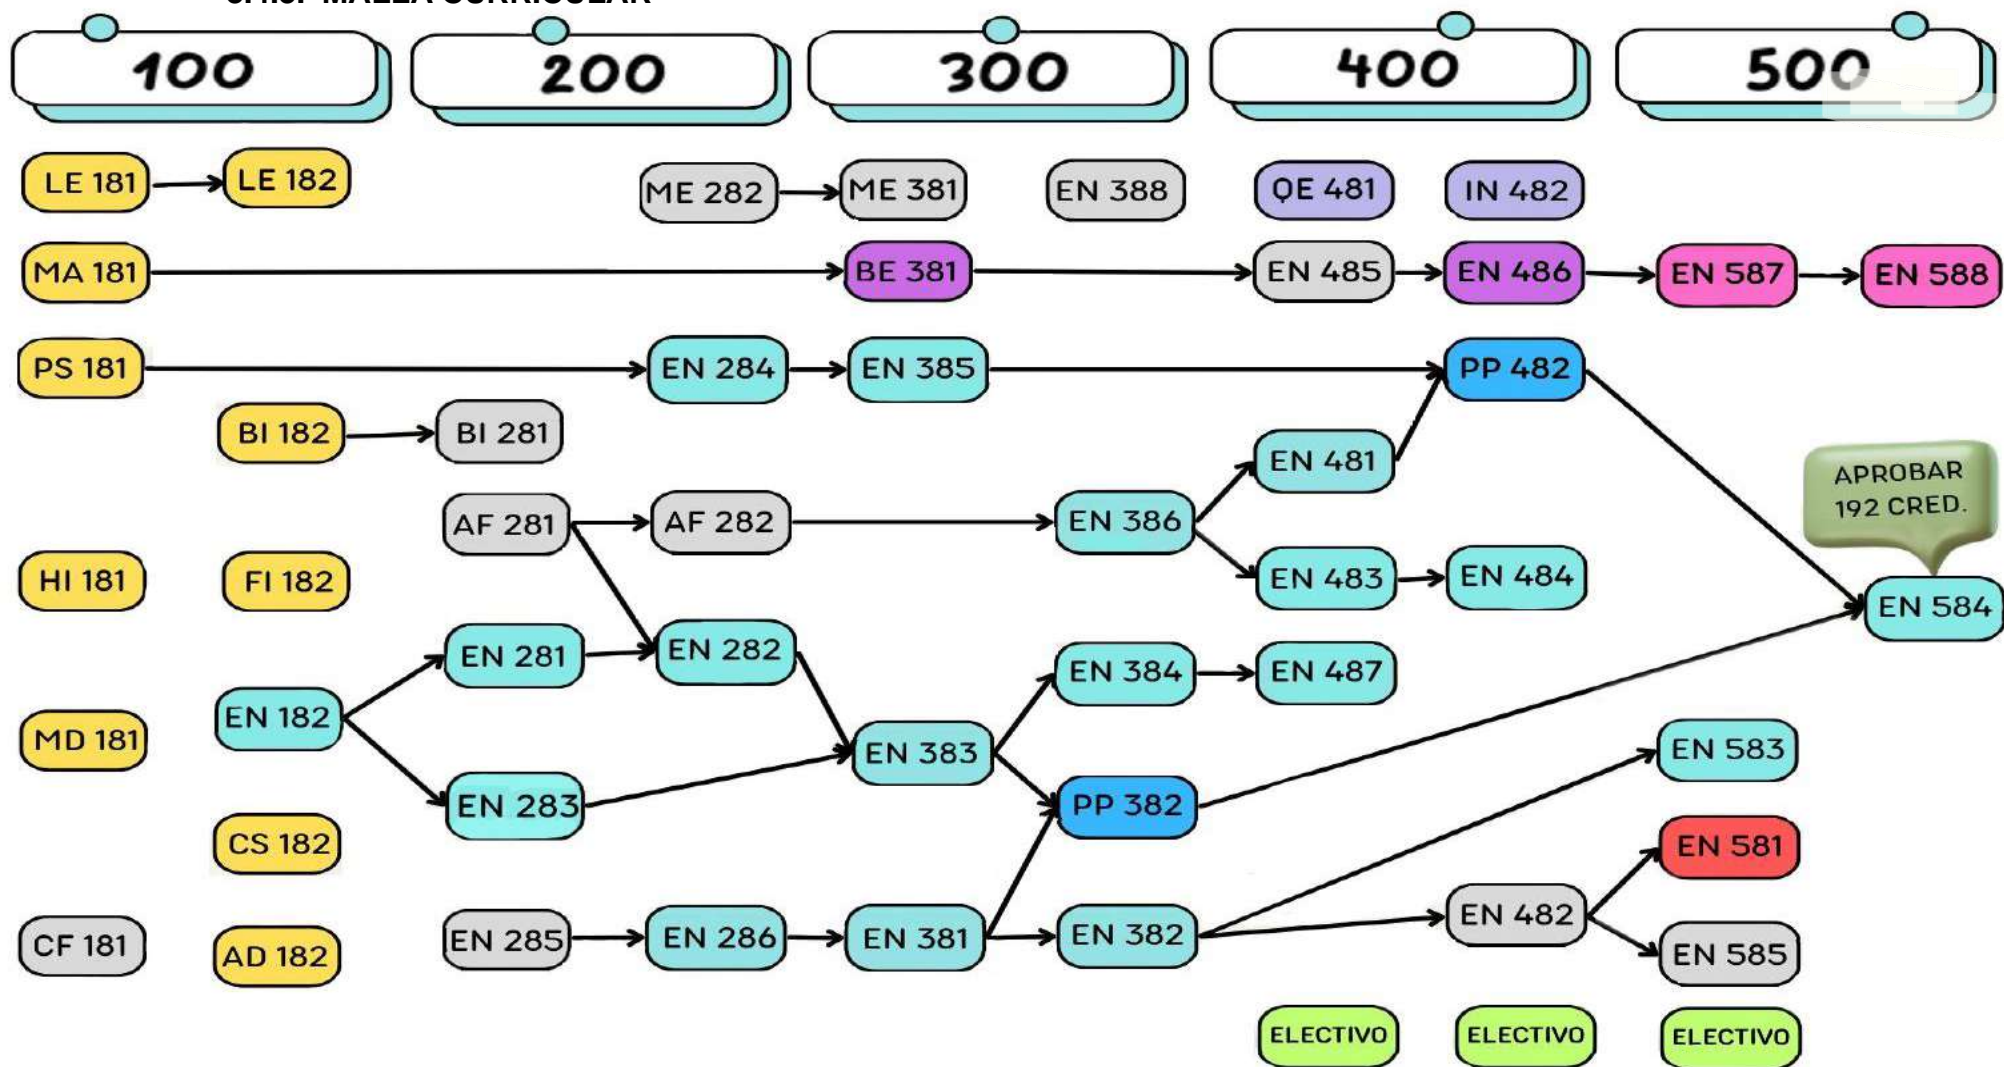 100
200
300
400
500
LE 181
LE 182
ME 282
ME 381
EN 388
QE 481
IN 482
MA 181
BE 381
EN 485
EN 486
EN 587
EN 588
PS 181
EN 284
EN 385
PP 482
BI 182
BI 281
EN 481
APROBAR
192 CRED.
AF 281
AF 282
EN 386
HI 181
FI 182
EN 483
EN 484
EN 584
EN 281
EN 282
EN 384
EN 487
EN 182
MD 181
EN 383
EN 583
EN 283
PP 382
CS 182
EN 581
CF 181
AD 182
EN 285
EN 286
EN 381
EN 382
EN 482
EN 585
ELECTIVO
ELECTIVO
ELECTIVO